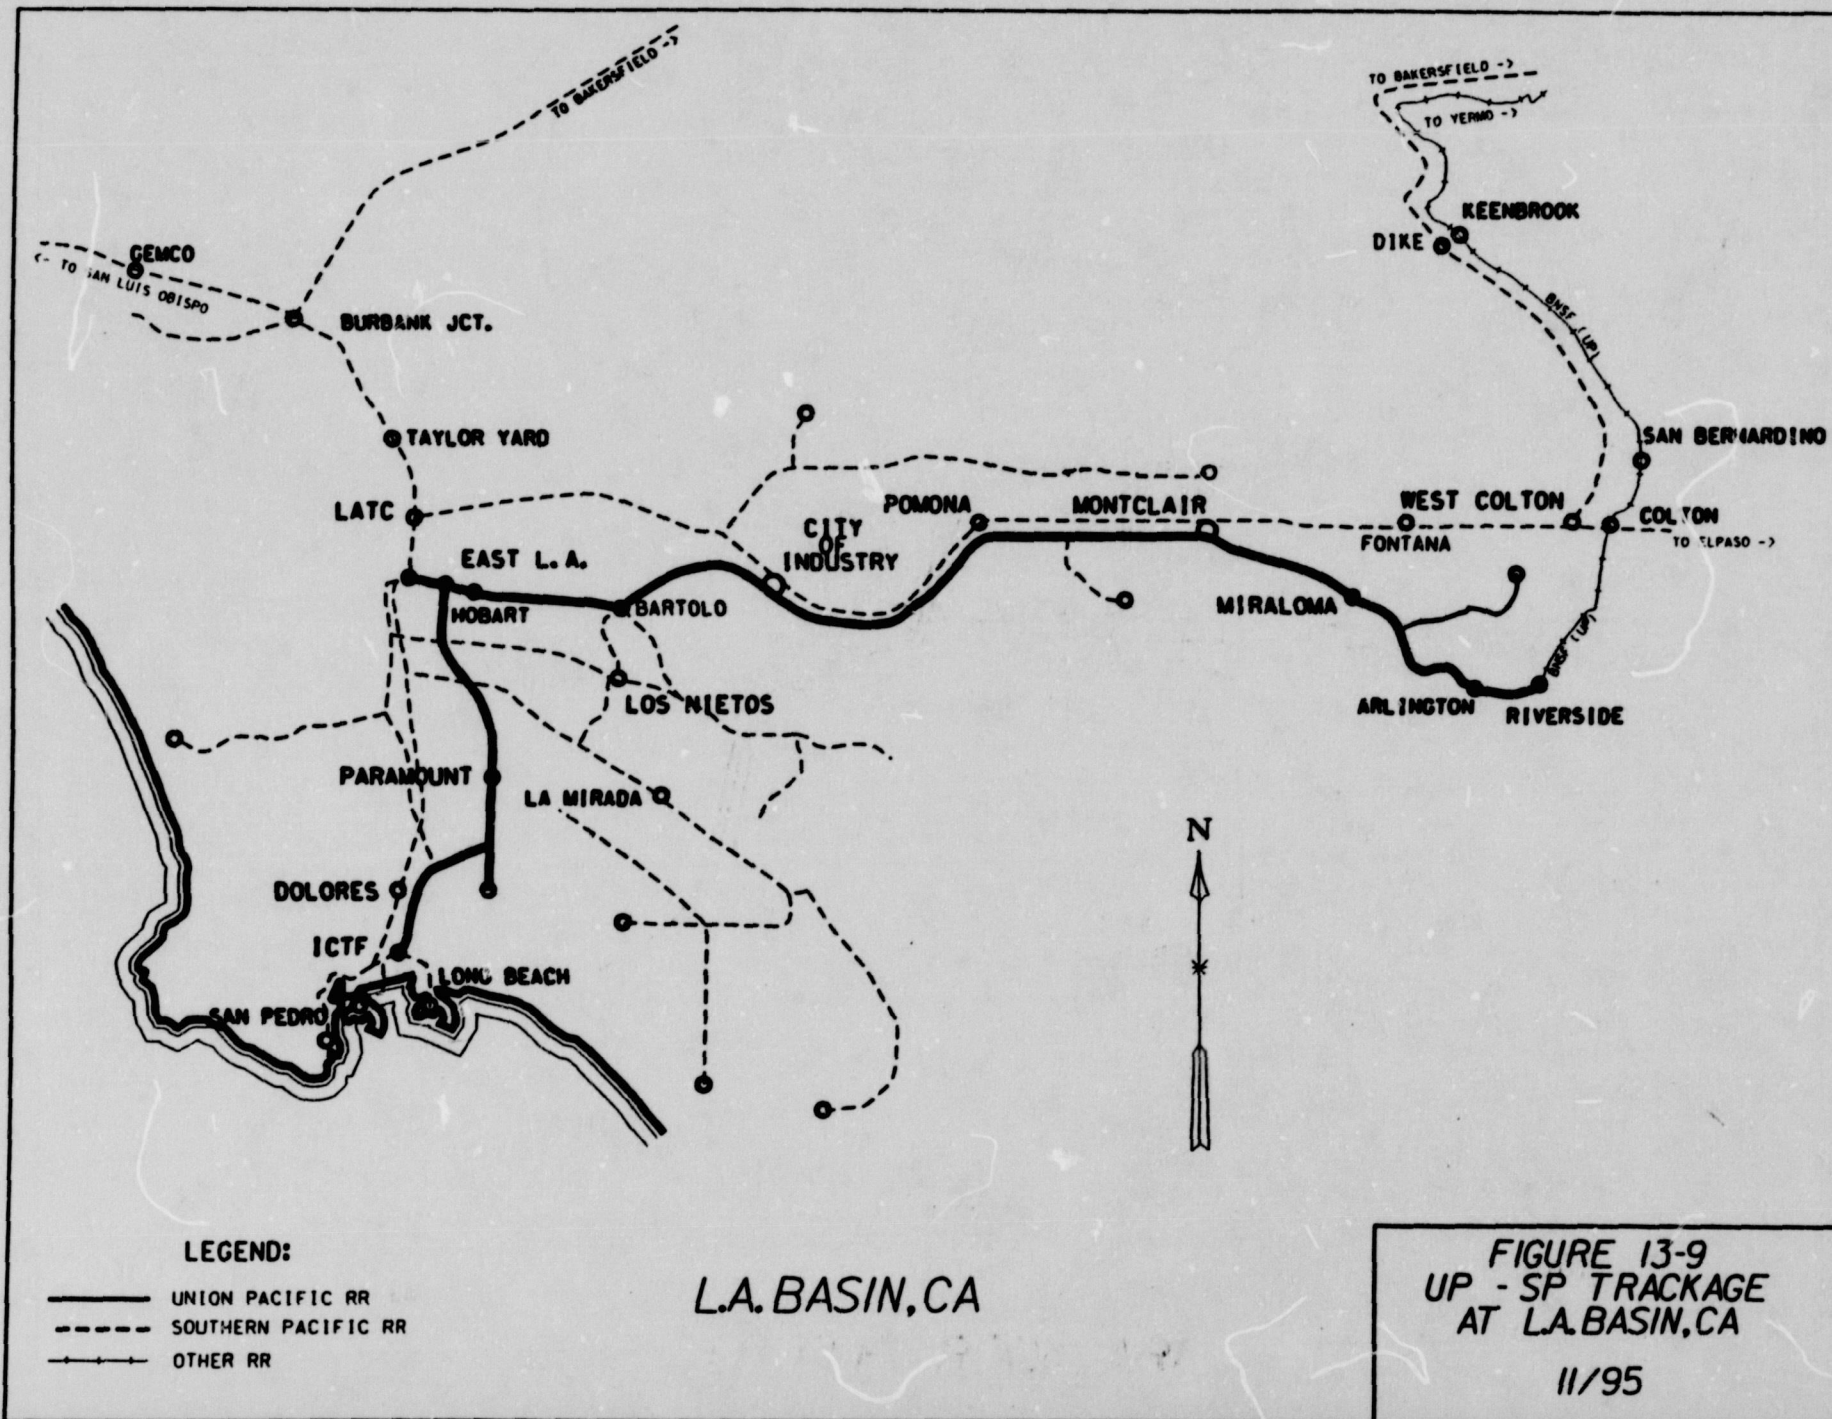 TO BAKERSFIELD ->
TO BAKERSFIELD ->
TO YERMO ->
KEENBROOK
DIKE
GEMCO
<- TO SAN LUIS OBISPO
BURBANK JCT.
BNSF (UP)
TAYLOR YARD
SAN BERNARDINO
LATC
POMONA
MONTCLAIR
WEST COLTON
COLTON
CITY
OF
INDUSTRY
FONTANA
TO ELPASO ->
EAST L.A.
HOBART
BARTOLO
MIRALOMA
BNSF (UP)
LOS NIETOS
ARLINGTON
RIVERSIDE
PARAMOUNT
LA MIRADA
N
DOLORES
ICTF
LONG BEACH
SAN PEDRO
LEGEND:
UNION PACIFIC RR
SOUTHERN PACIFIC RR
OTHER RR
L.A. BASIN, CA
FIGURE 13-9
UP - SP TRACKAGE
AT L.A. BASIN, CA
11/95